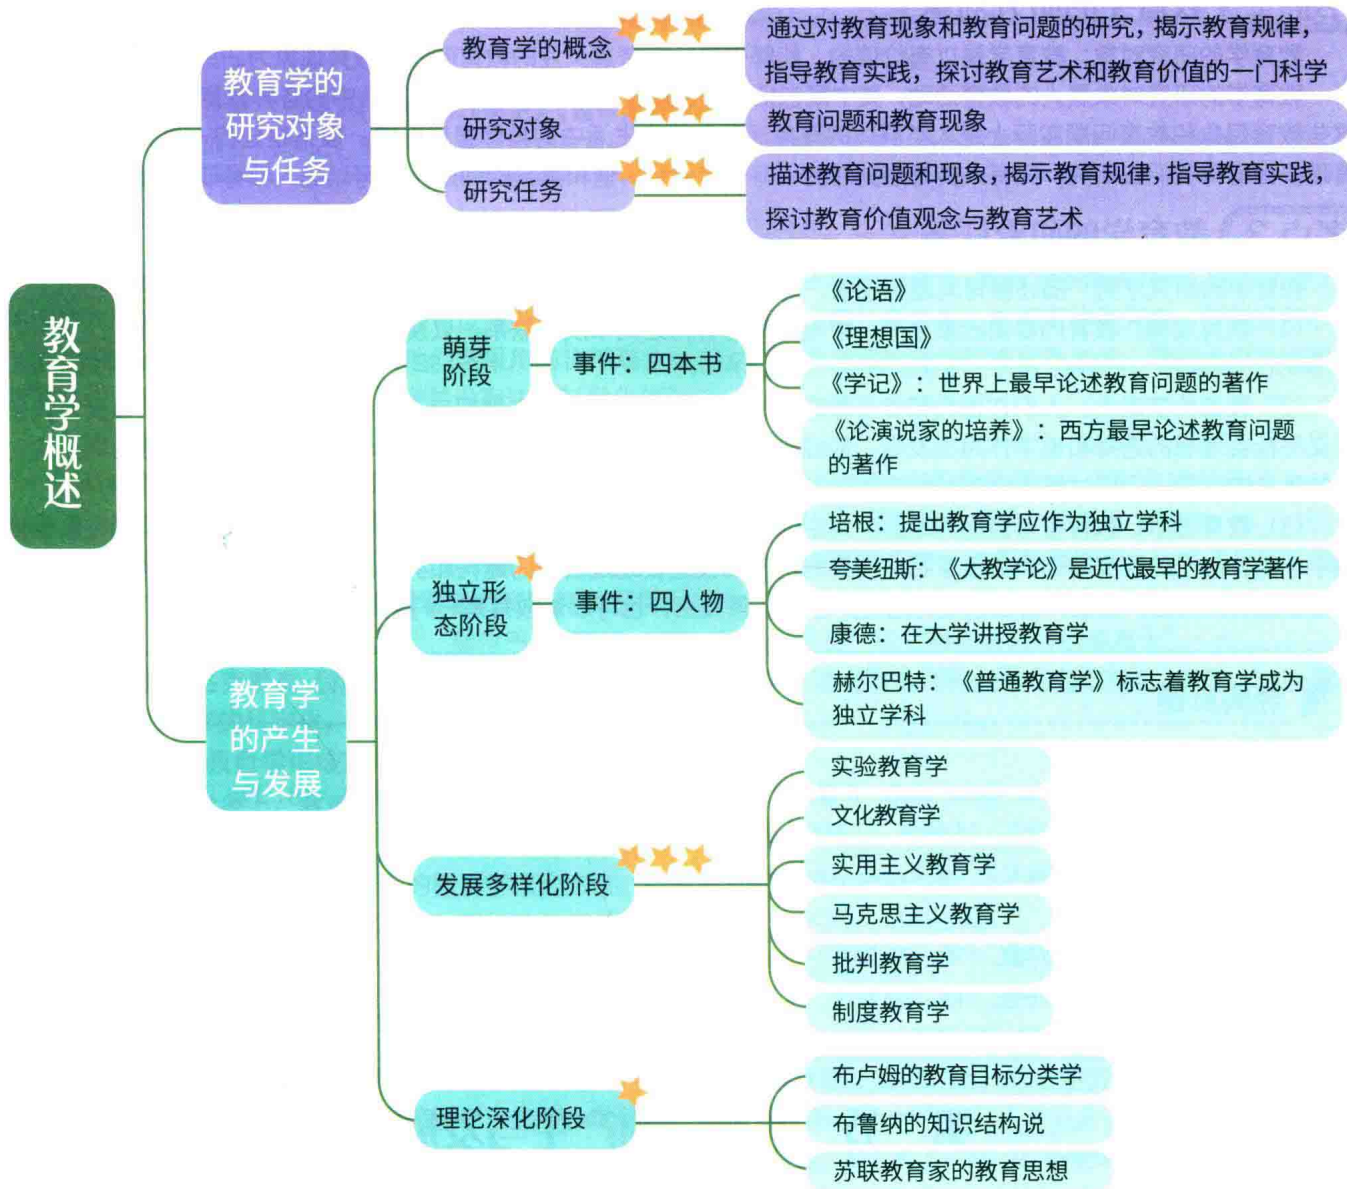 教育学概述
教育学的
研究对象
与任务
教育学的概念
通过对教育现象和教育问题的研究，揭示教育规律，
指导教育实践，探讨教育艺术和教育价值的一门科学
研究对象
教育问题和教育现象
研究任务
描述教育问题和现象，揭示教育规律，指导教育实践，
探讨教育价值观念与教育艺术
教育学
的产生
与发展
萌芽
阶段
事件：四本书
《论语》
《理想国》
《学记》：世界上最早论述教育问题的著作
《论演说家的培养》：西方最早论述教育问题
的著作
独立形
态阶段
事件：四人物
培根：提出教育学应作为独立学科
夸美纽斯：《大教学论》是近代最早的教育学著作
康德：在大学讲授教育学
赫尔巴特：《普通教育学》标志着教育学成为
独立学科
发展多样化阶段
实验教育学
文化教育学
实用主义教育学
马克思主义教育学
批判教育学
制度教育学
理论深化阶段
布卢姆的教育目标分类学
布鲁纳的知识结构说
苏联教育家的教育思想